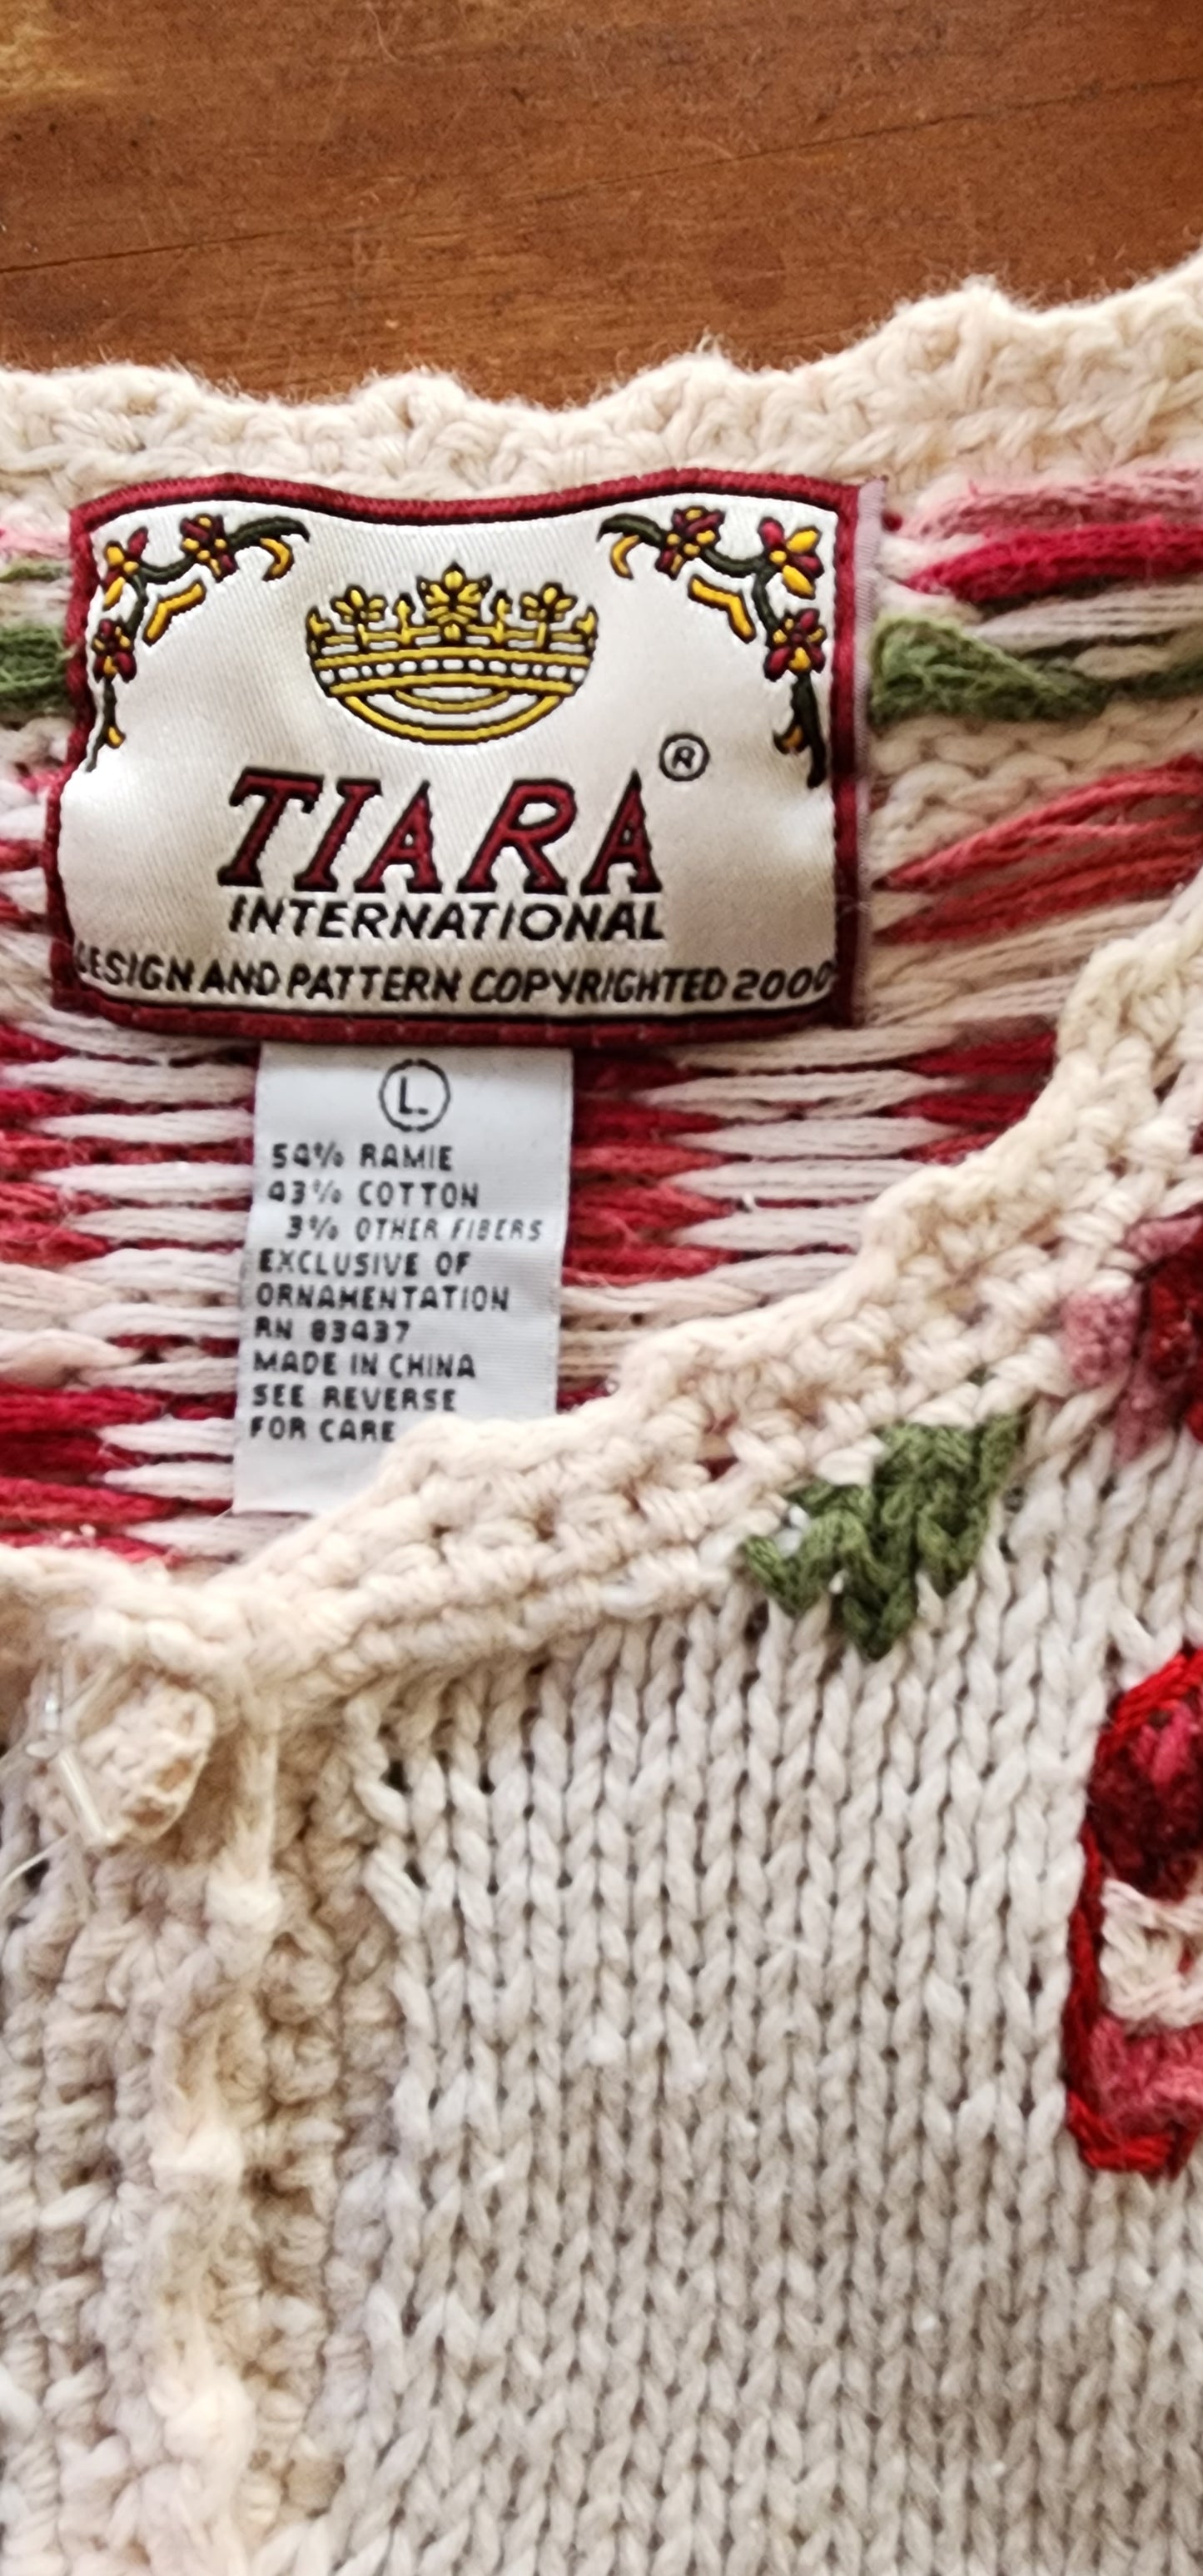 TIARA ®
INTERNATIONAL
DESIGN AND PATTERN COPYRIGHTED 2000
L
54% RAMIE
43% COTTON
3% OTHER FIBERS
EXCLUSIVE OF
ORNAMENTATION
RN 83437
MADE IN CHINA
SEE REVERSE
FOR CARE